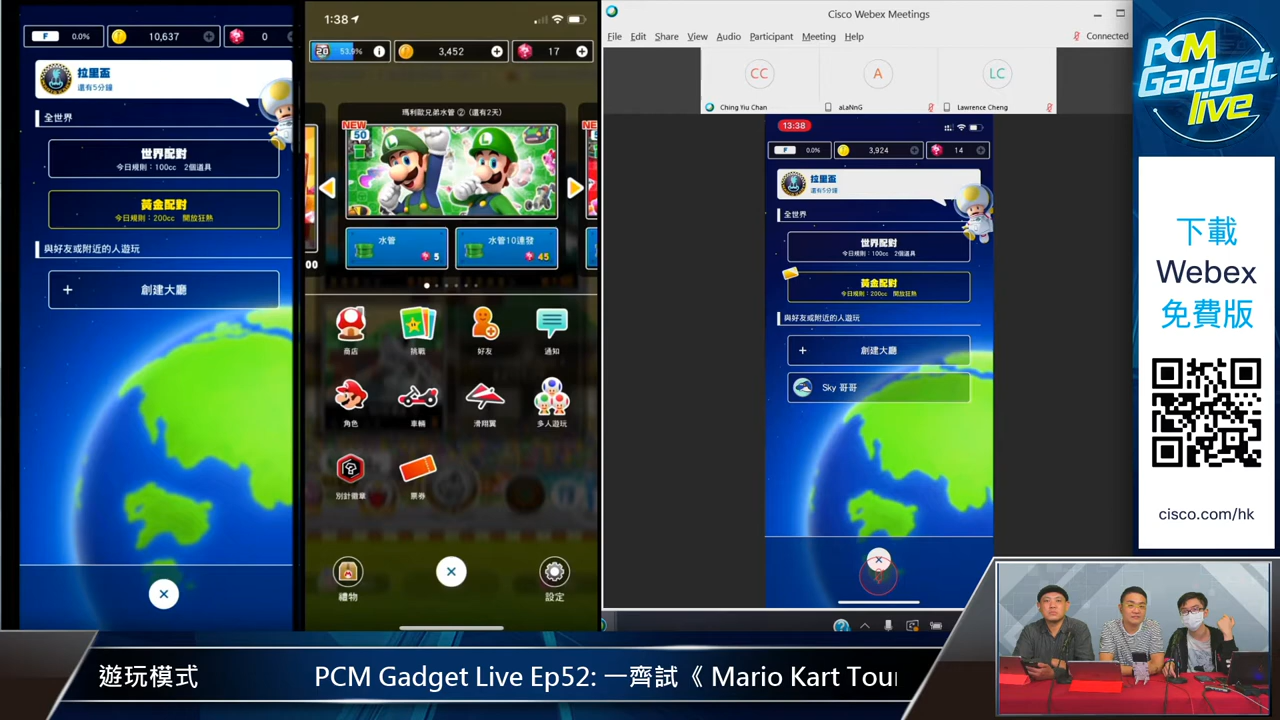 F 0.0% 10,637 0
拉里盃
還有5分鐘
全世界
世界配對
今日規則：100cc 2個道具
黃金配對
今日規則：200cc 開放狂熱
與好友或附近的人遊玩
+ 創建大廳
1:38
20 53.9% 3,452 17
瑪利歐兄弟水管 ② (還有2天)
NEW
50
NEW
水管
5
水管10連發
45
00
商店
挑戰
好友
通知
角色
車輛
滑翔翼
多人遊玩
別針徽章
票券
禮物
設定
Cisco Webex Meetings
File Edit Share View Audio Participant Meeting Help
Connected
CC
A
LC
Ching Yiu Chan
aLaNnG
Lawrence Cheng
13:38
F 0.0% 3,924 14
拉里盃
還有5分鐘
全世界
世界配對
今日規則：100cc 2個道具
黃金配對
今日規則：200cc 開放狂熱
與好友或附近的人遊玩
+ 創建大廳
Sky 哥哥
PCM
Gadget
live
下載
Webex
免費版
cisco.com/hk
遊玩模式
PCM Gadget Live Ep52: 一齊試《 Mario Kart Tour